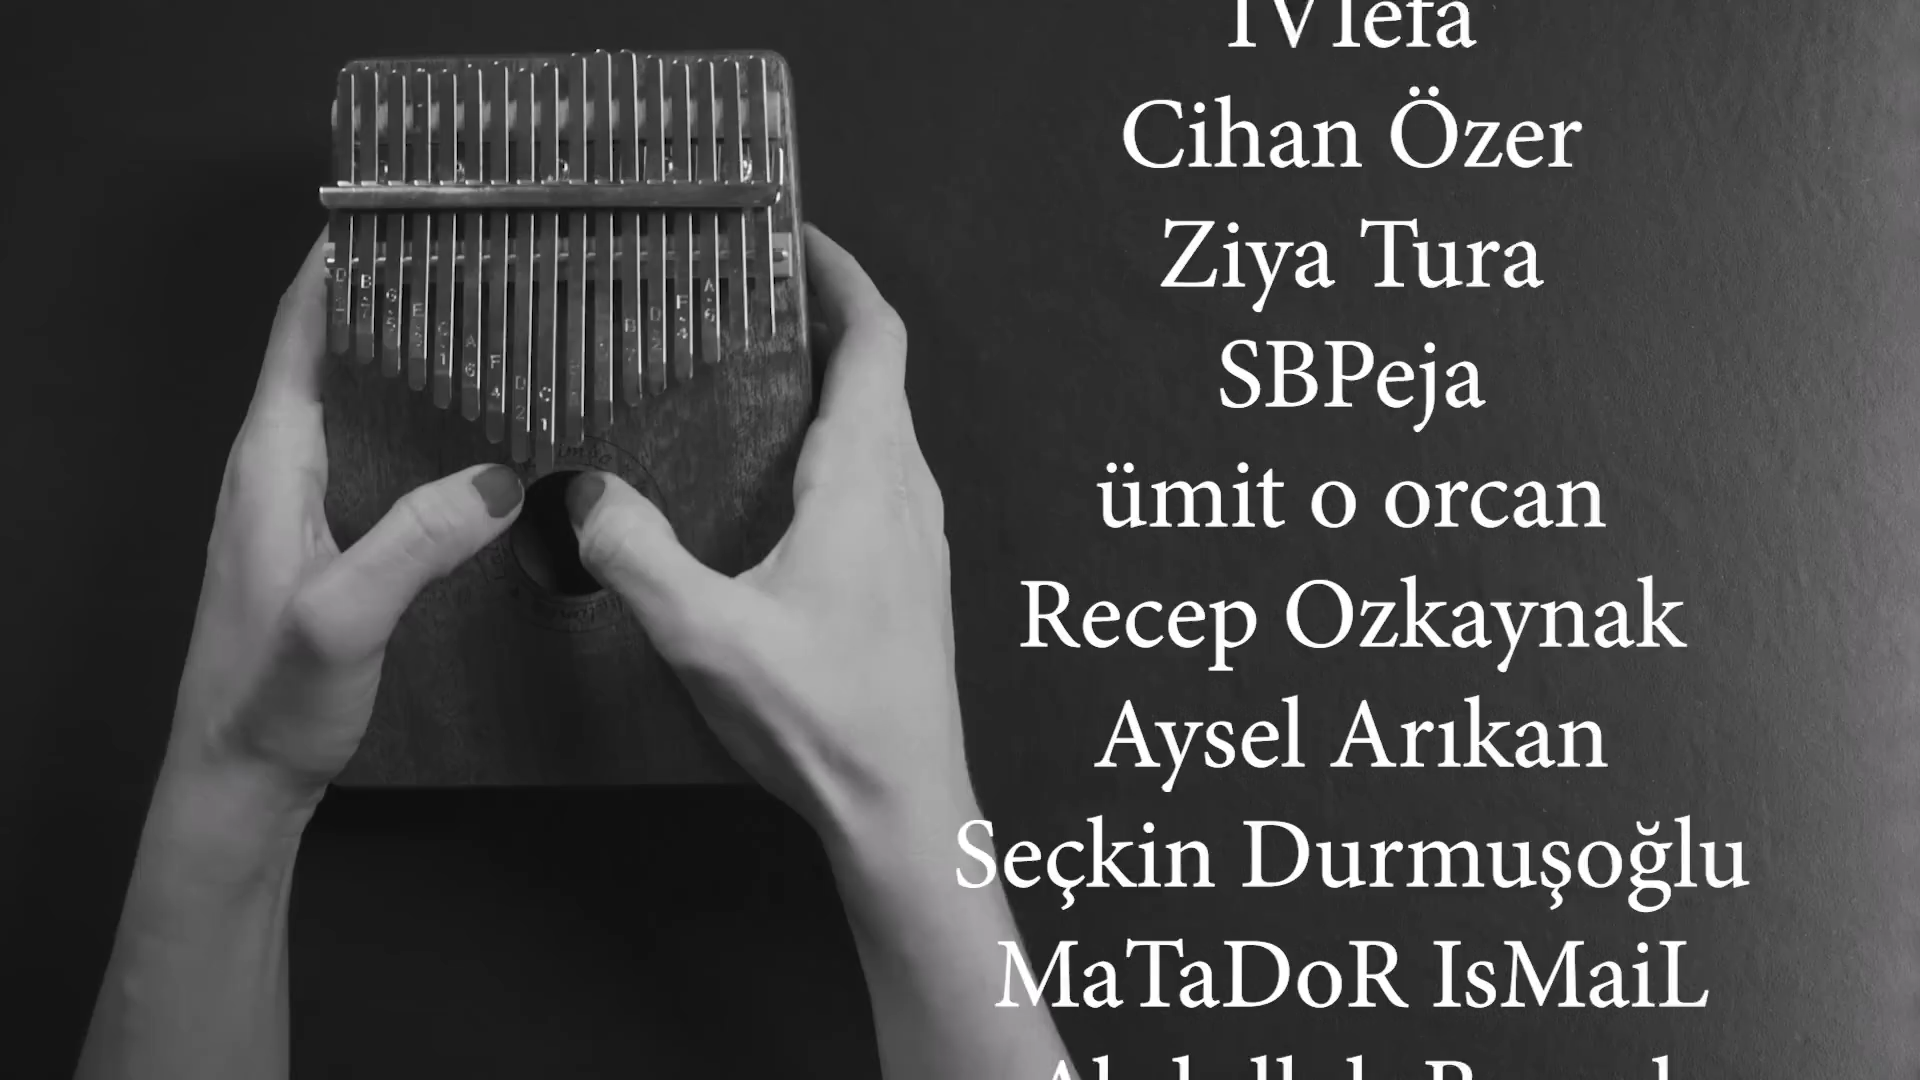 Cihan Özer
Ziya Tura
SBPeja
ümit o orcan
Recep Ozkaynak
Aysel Arıkan
Seçkin Durmuşoğlu
MaTaDoR IsMaiL